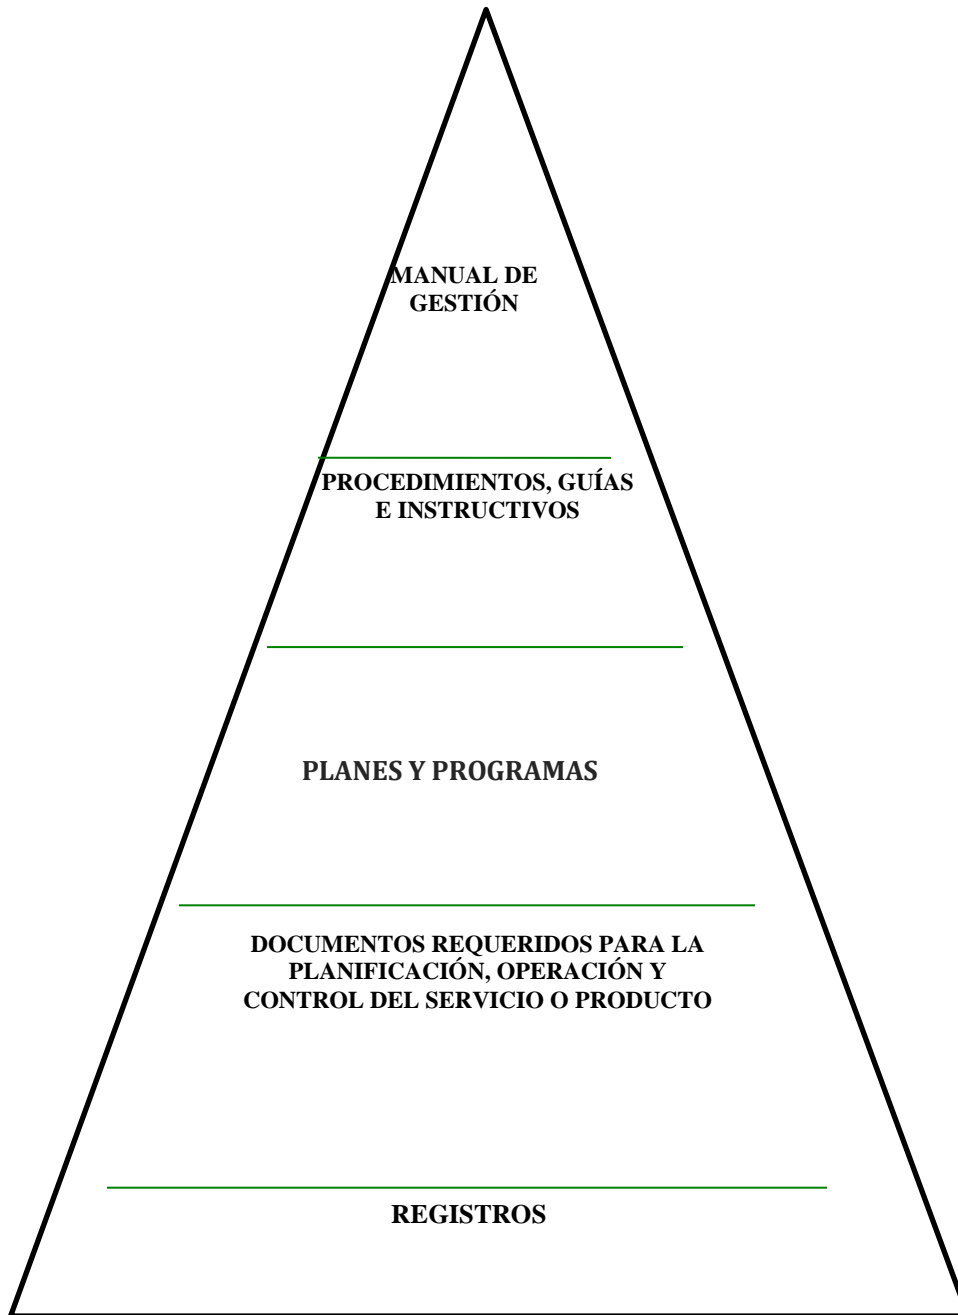 MANUAL DE
GESTIÓN
PROCEDIMIENTOS, GUÍAS
E INSTRUCTIVOS
PLANES Y PROGRAMAS
DOCUMENTOS REQUERIDOS PARA LA
PLANIFICACIÓN, OPERACIÓN Y
CONTROL DEL SERVICIO O PRODUCTO
REGISTROS